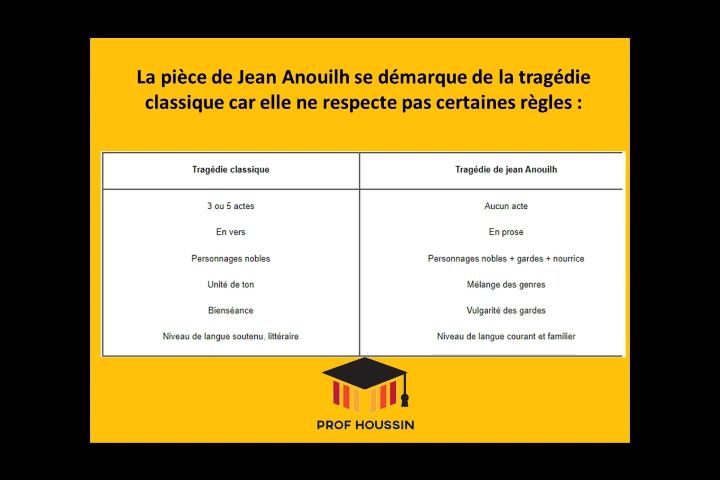 La pièce de Jean Anouilh se démarque de la tragédie
classique car elle ne respecte pas certaines règles :
Tragédie classique Tragédie de jean Anouilh
3 ou 5 actes Aucun acte
En vers En prose
Personnages nobles Personnages nobles + gardes + nourrice
Unité de ton Mélange des genres
Bienséance Vulgarité des gardes
Niveau de langue soutenu, littéraire Niveau de langue courant et familier
PROF HOUSSIN